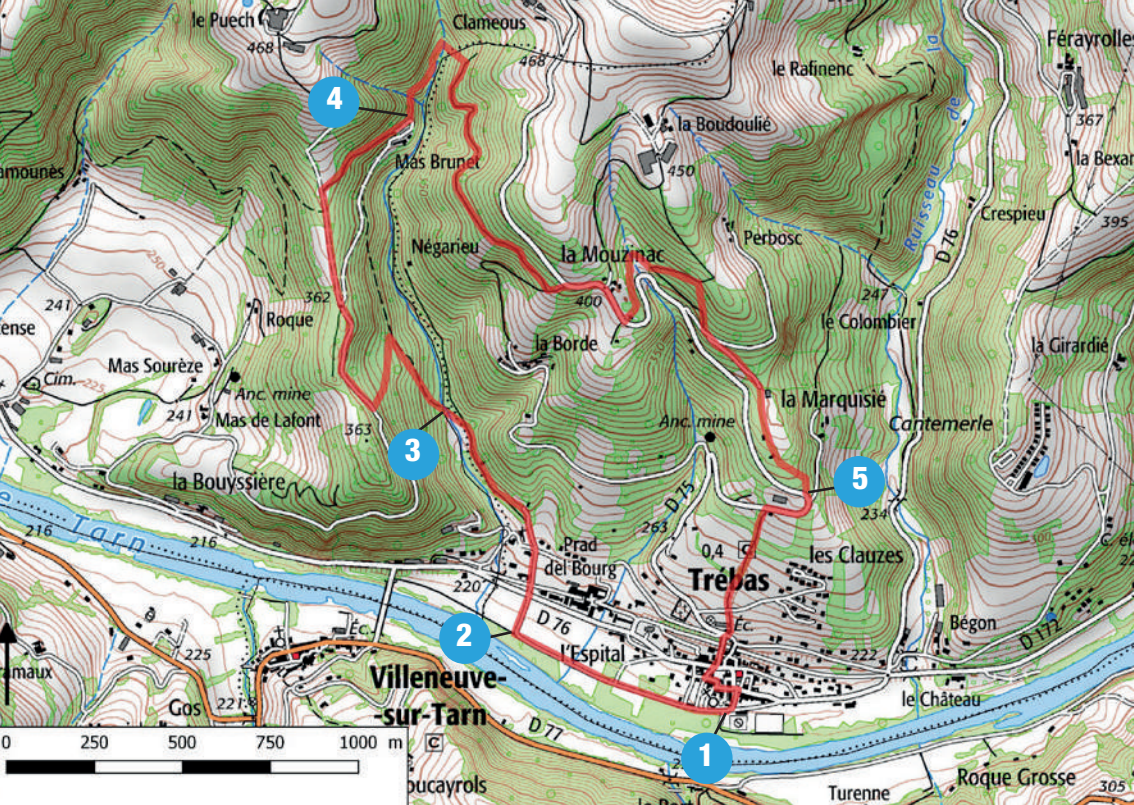 le Puech
468
Clameous
468
Férayrolles
le Rafinenc
4
la Boudoulié
450
367
la Bexar
Mas Brunet
Ruisseau de la
D 76
Crespieu
395
Négarieu
la Mouzinac
Perbosc
250
241
362
Roque
400
247
le Colombier
la Girardié
la Borde
Mas Sourèze
Cim.
225
Anc. mine
241
Mas de Lafont
363
3
Anc. mine
la Marquisié
Cantemerle
la Bouyssière
5
D 75
234
216
Tarn
216
263
0,4
les Clauzes
Prad
del Bourg
Trébas
220
2
D 76
Éc.
Bégon
D 172
Éc.
225
l'Espital
222
Villeneuve-
-sur-Tarn
le Château
Gos
221
D 77
1
0 250 500 750 1000 m
C
Roque Grosse
305
Turenne